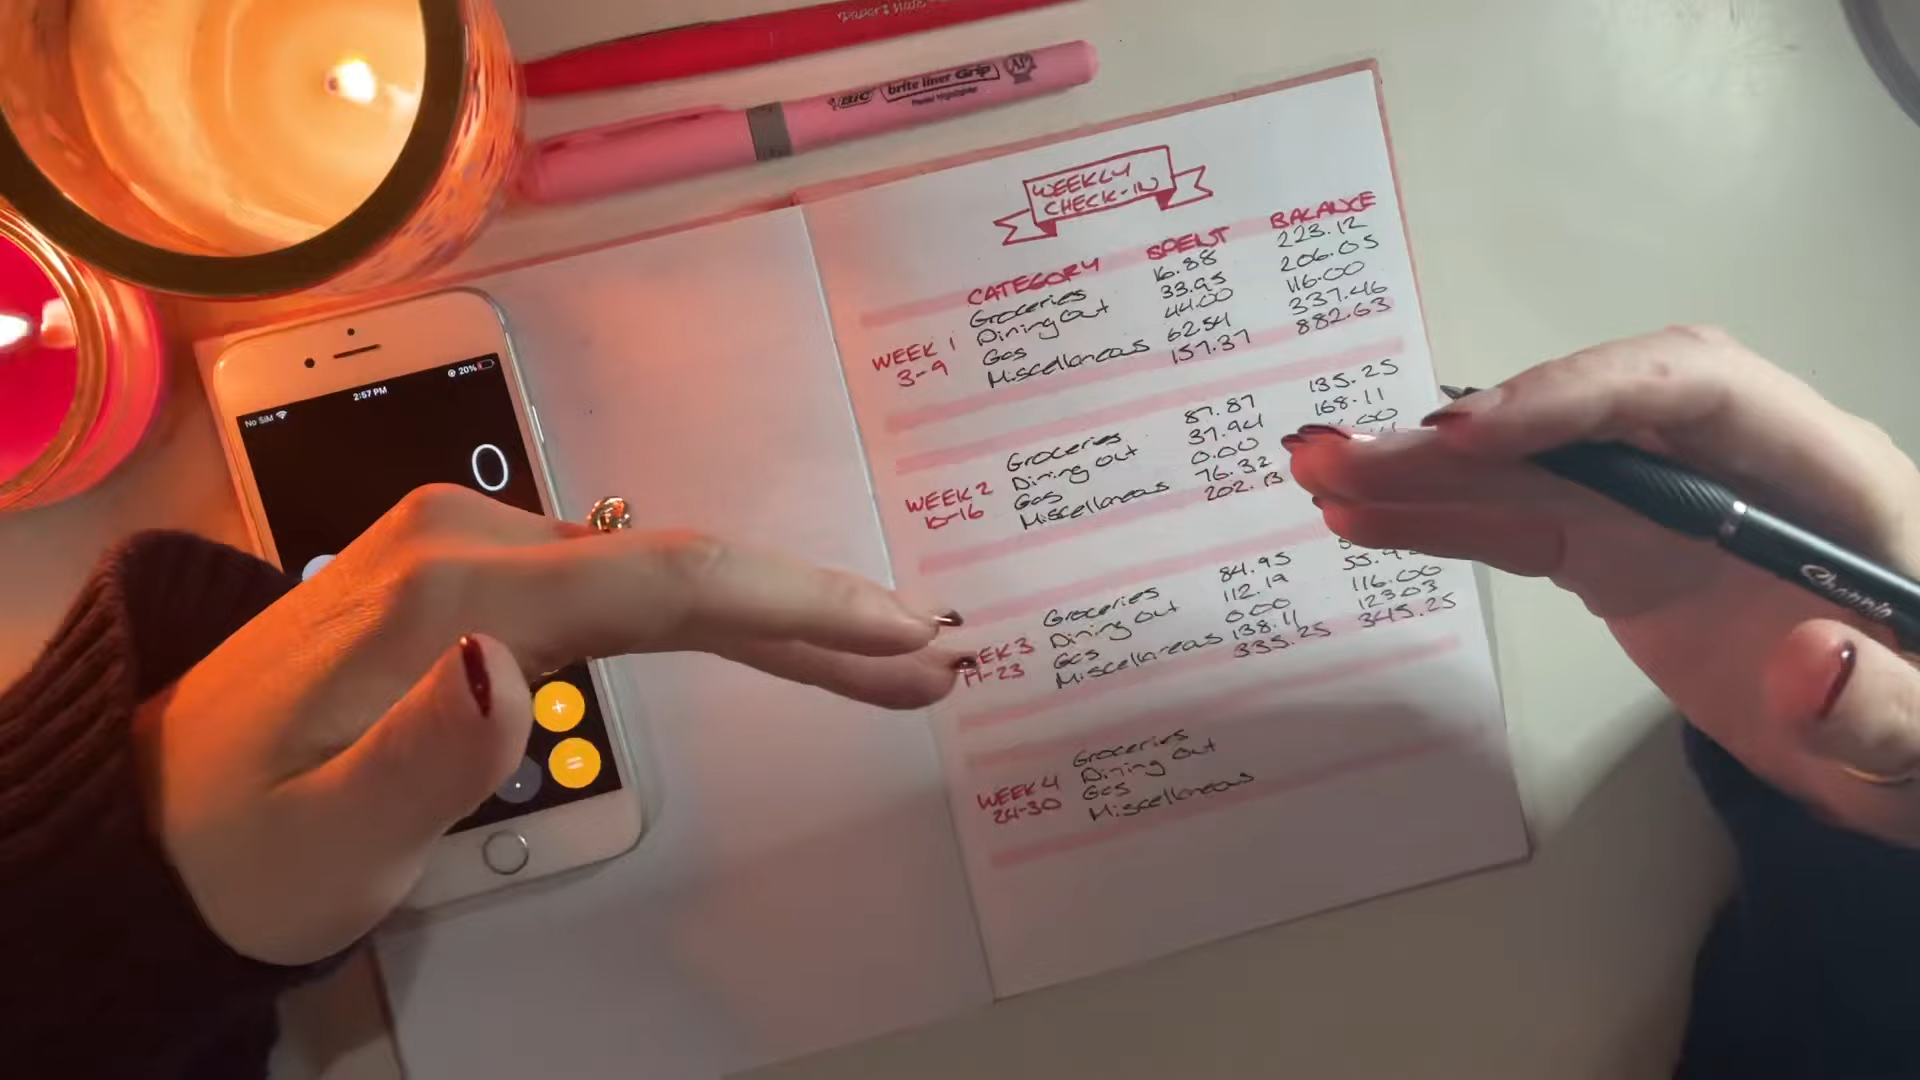 Paper Mate
BIC brite liner Grip AP
WEEKLY
CHECK-IN
CATEGORY SPENT BALANCE
Groceries 16.88 223.12
Dining Out 33.95 206.05
Gas 44.00 116.00
Miscellaneous 62.54 337.46
157.37 882.63
WEEK 1
3-9
Groceries 87.87 135.25
Dining out 37.94 168.11
Gas 0.00
Miscellaneous 76.32
202.13
WEEK 2
10-16
Groceries 84.95
Dining out 112.19
Gas 0.00 116.00
Miscellaneous 138.11 123.03
335.25 345.25
17-23
WEEK 4
24-30
Groceries
Dining Out
Gas
Miscellaneous
No SIM 2:57 PM 20%
0
+
=